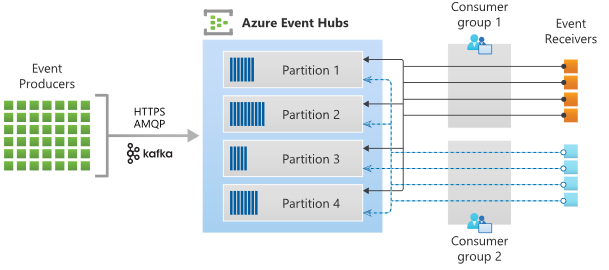 Azure Event Hubs
Consumer
group 1
Event
Receivers
Event
Producers
HTTPS
AMQP
kafka
Partition 1
Partition 2
Partition 3
Partition 4
Consumer
group 2